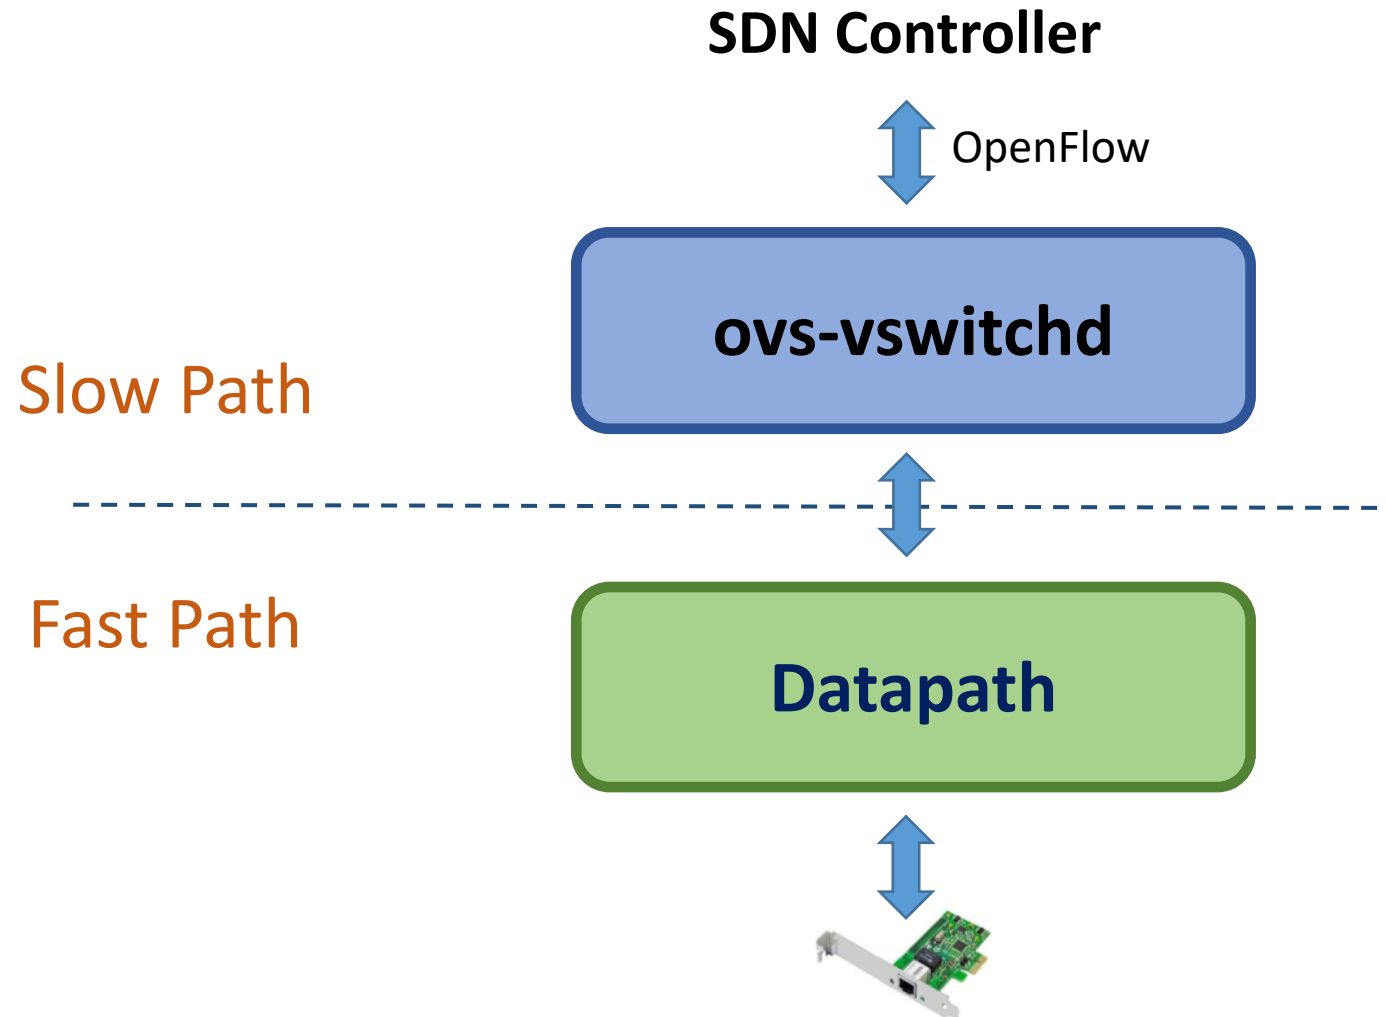 SDN Controller
OpenFlow
ovs-vswitchd
Slow Path
Fast Path
Datapath